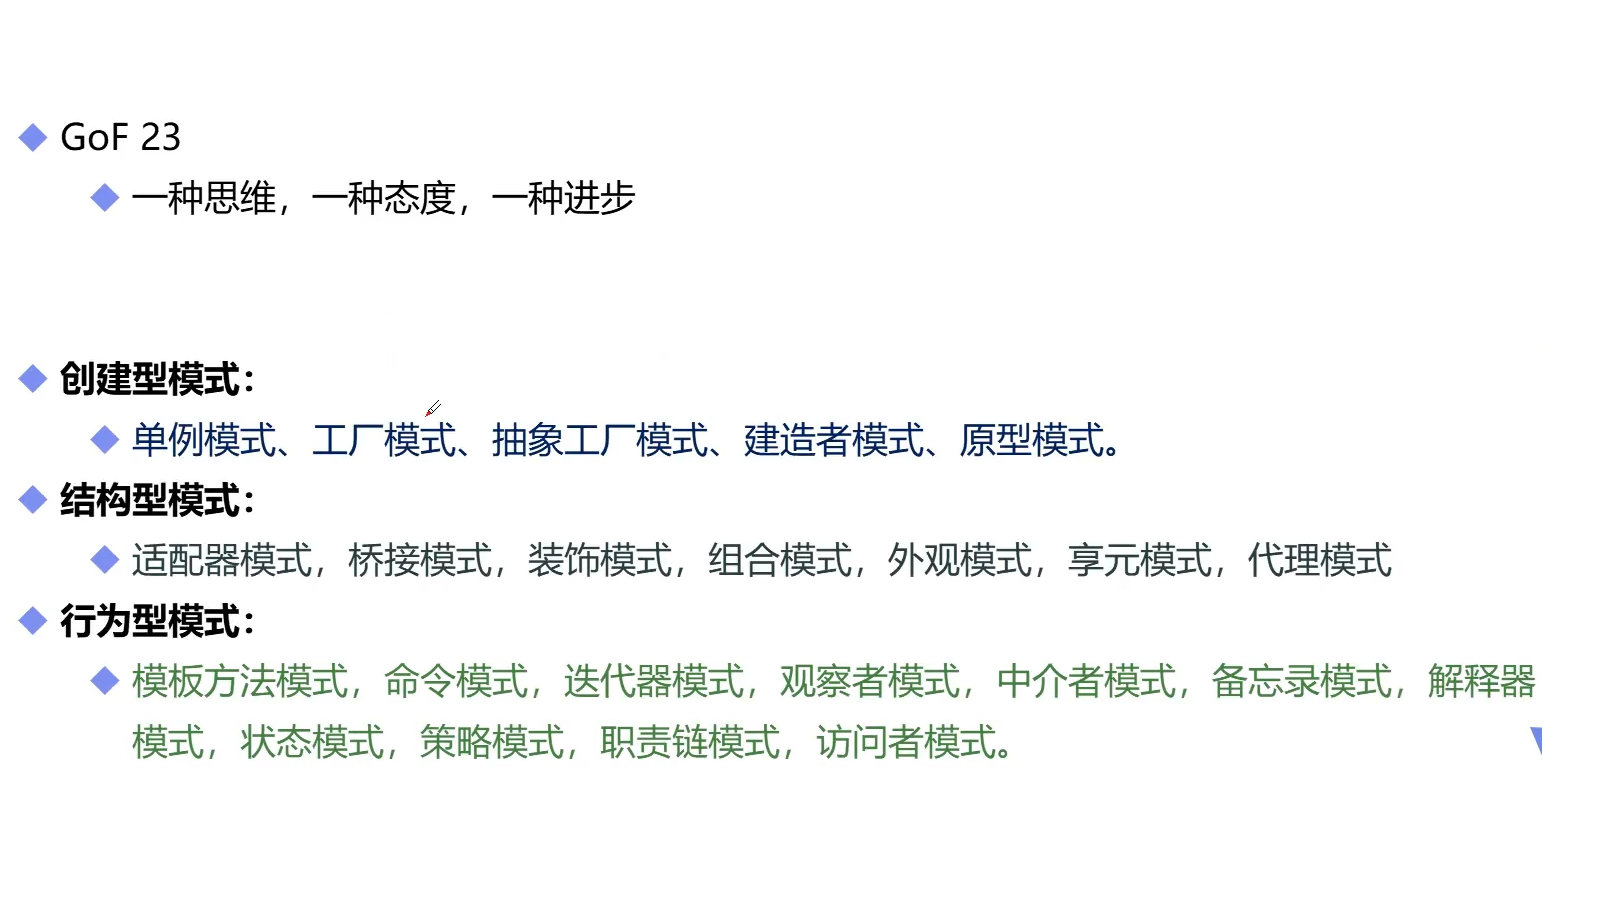 GoF 23
一种思维，一种态度，一种进步
创建型模式：
单例模式、工厂模式、抽象工厂模式、建造者模式、原型模式。
结构型模式：
适配器模式，桥接模式，装饰模式，组合模式，外观模式，享元模式，代理模式
行为型模式：
模板方法模式，命令模式，迭代器模式，观察者模式，中介者模式，备忘录模式，解释器
模式，状态模式，策略模式，职责链模式，访问者模式。